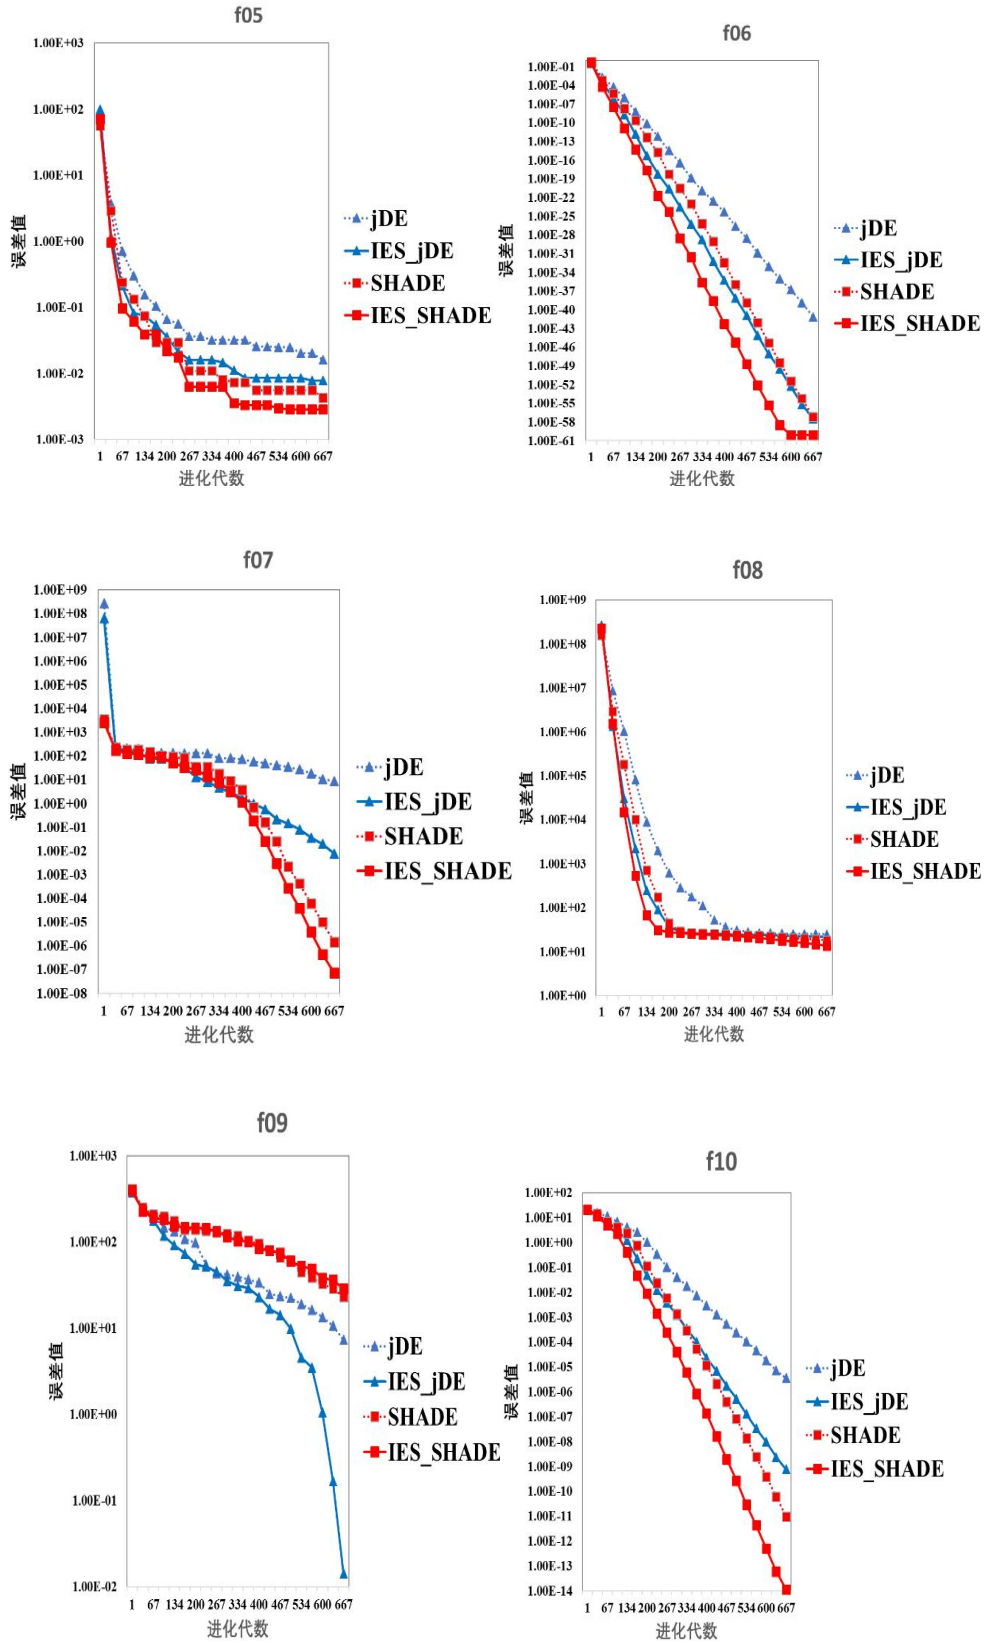 f05
1.00E+03
1.00E+02
1.00E+01
1.00E+00
1.00E-01
1.00E-02
1.00E-03
误差值
1 67 134 200 267 334 400 467 534 600 667
进化代数
jDE
IES_jDE
SHADE
IES_SHADE
f06
1.00E-01
1.00E-04
1.00E-07
1.00E-10
1.00E-13
1.00E-16
1.00E-19
1.00E-22
1.00E-25
1.00E-28
1.00E-31
1.00E-34
1.00E-37
1.00E-40
1.00E-43
1.00E-46
1.00E-49
1.00E-52
1.00E-55
1.00E-58
1.00E-61
误差值
1 67 134 200 267 334 400 467 534 600 667
进化代数
jDE
IES_jDE
SHADE
IES_SHADE
f07
1.00E+09
1.00E+08
1.00E+07
1.00E+06
1.00E+05
1.00E+04
1.00E+03
1.00E+02
1.00E+01
1.00E+00
1.00E-01
1.00E-02
1.00E-03
1.00E-04
1.00E-05
1.00E-06
1.00E-07
1.00E-08
误差值
1 67 134 200 267 334 400 467 534 600 667
进化代数
jDE
IES_jDE
SHADE
IES_SHADE
f08
1.00E+09
1.00E+08
1.00E+07
1.00E+06
1.00E+05
1.00E+04
1.00E+03
1.00E+02
1.00E+01
1.00E+00
误差值
1 67 134 200 267 334 400 467 534 600 667
进化代数
jDE
IES_jDE
SHADE
IES_SHADE
f09
1.00E+03
1.00E+02
1.00E+01
1.00E+00
1.00E-01
1.00E-02
误差值
1 67 134 200 267 334 400 467 534 600 667
进化代数
jDE
IES_jDE
SHADE
IES_SHADE
f10
1.00E+02
1.00E+01
1.00E+00
1.00E-01
1.00E-02
1.00E-03
1.00E-04
1.00E-05
1.00E-06
1.00E-07
1.00E-08
1.00E-09
1.00E-10
1.00E-11
1.00E-12
1.00E-13
1.00E-14
误差值
1 67 134 200 267 334 400 467 534 600 667
进化代数
jDE
IES_jDE
SHADE
IES_SHADE